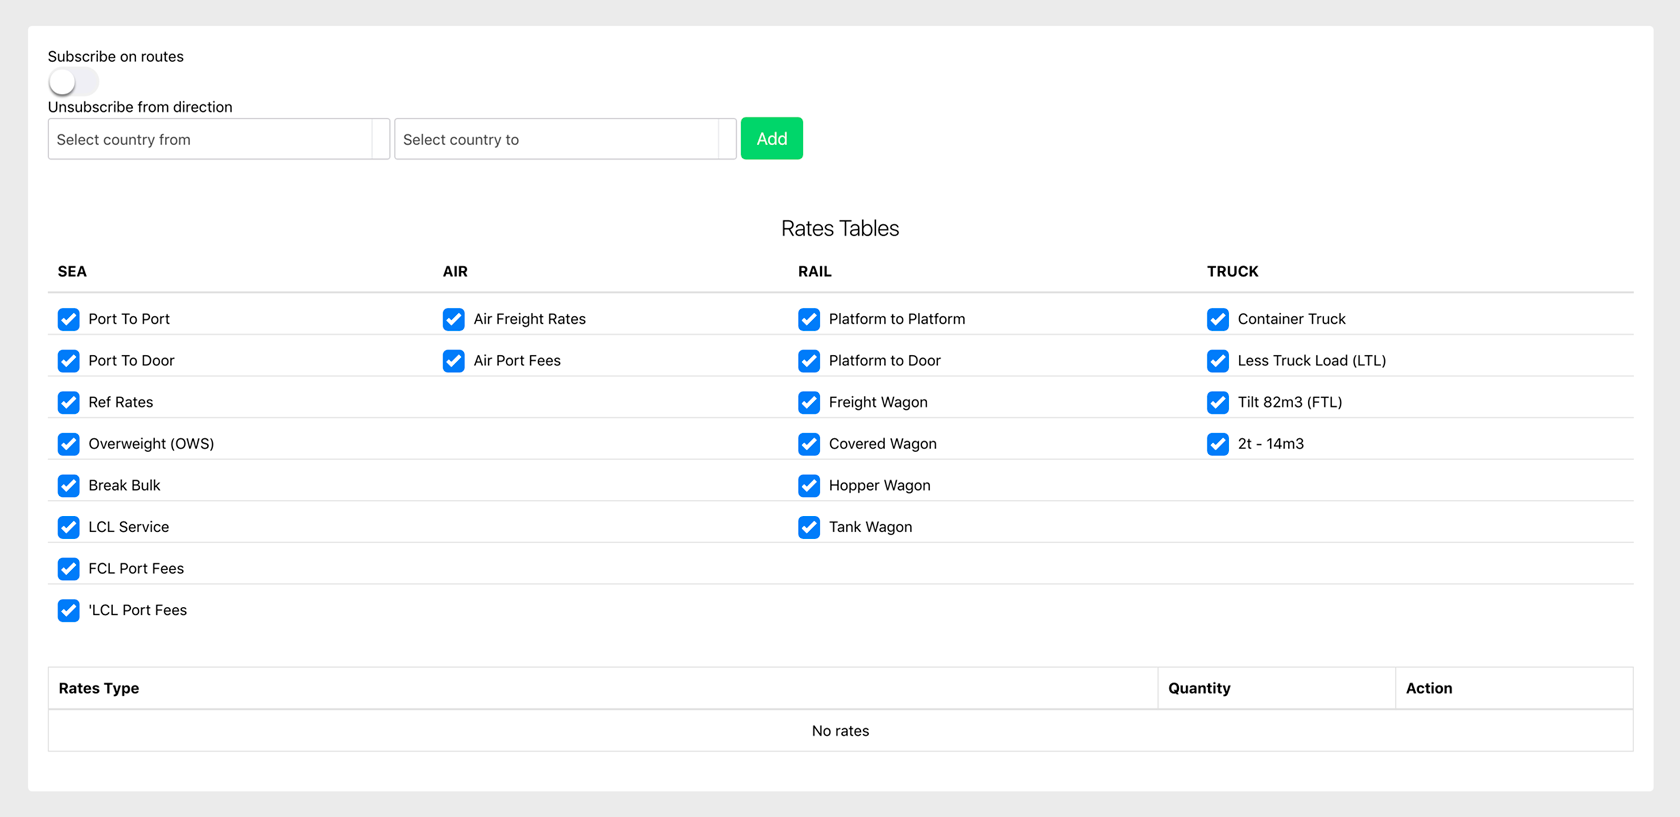 Subscribe on routes
Unsubscribe from direction
Select country from Select country to Add
Rates Tables
SEA AIR RAIL TRUCK
Port To Port Air Freight Rates Platform to Platform Container Truck
Port To Door Air Port Fees Platform to Door Less Truck Load (LTL)
Ref Rates Freight Wagon Tilt 82m3 (FTL)
Overweight (OWS) Covered Wagon 2t - 14m3
Break Bulk Hopper Wagon
LCL Service Tank Wagon
FCL Port Fees
'LCL Port Fees
Rates Type Quantity Action
No rates